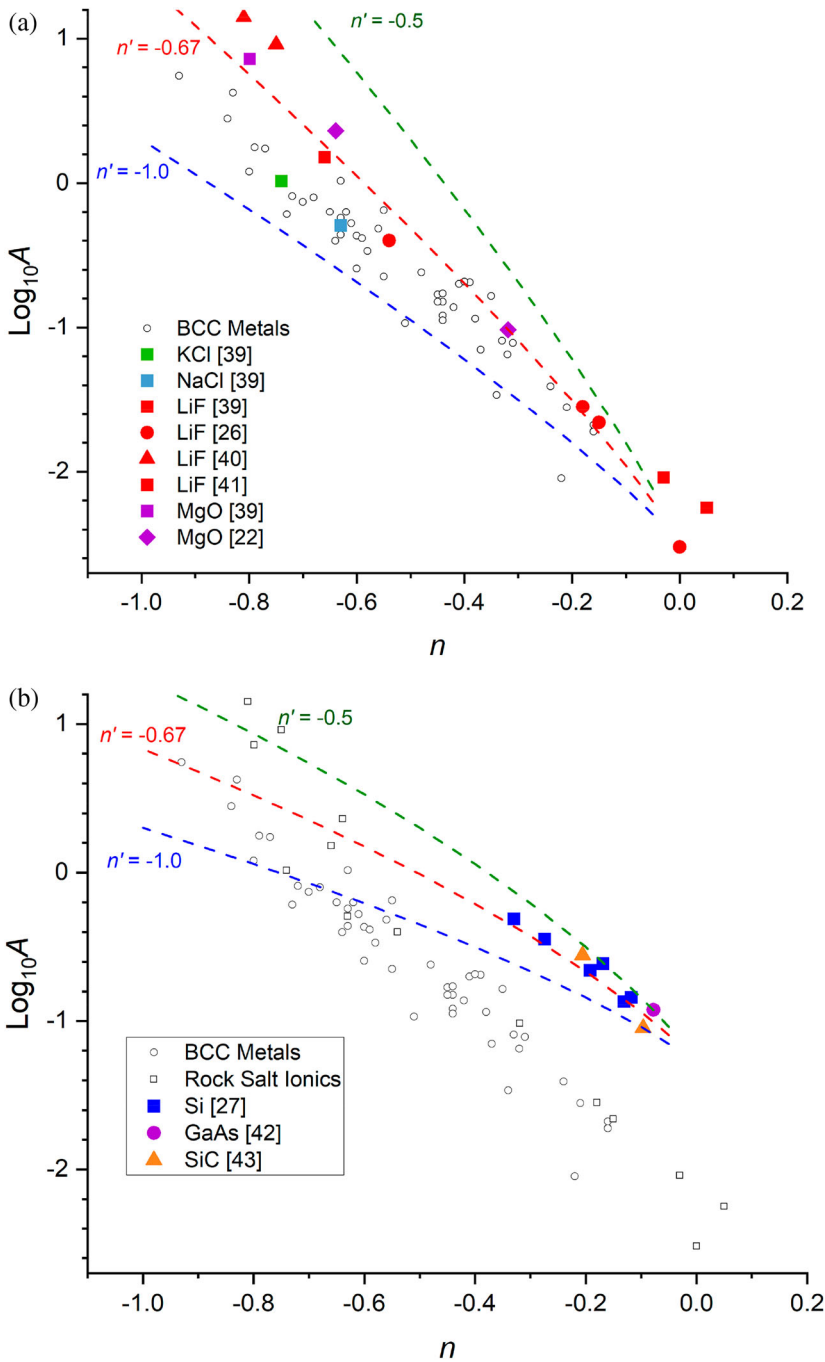 (a)
1
0
-1
-2
Log₁₀A
n' = -0.5
n' = -0.67
n' = -1.0
BCC Metals
KCl [39]
NaCl [39]
LiF [39]
LiF [26]
LiF [40]
LiF [41]
MgO [39]
MgO [22]
-1.0 -0.8 -0.6 -0.4 -0.2 0.0 0.2
n
(b)
1
0
-1
-2
Log₁₀A
n' = -0.5
n' = -0.67
n' = -1.0
BCC Metals
Rock Salt Ionics
Si [27]
GaAs [42]
SiC [43]
-1.0 -0.8 -0.6 -0.4 -0.2 0.0 0.2
n